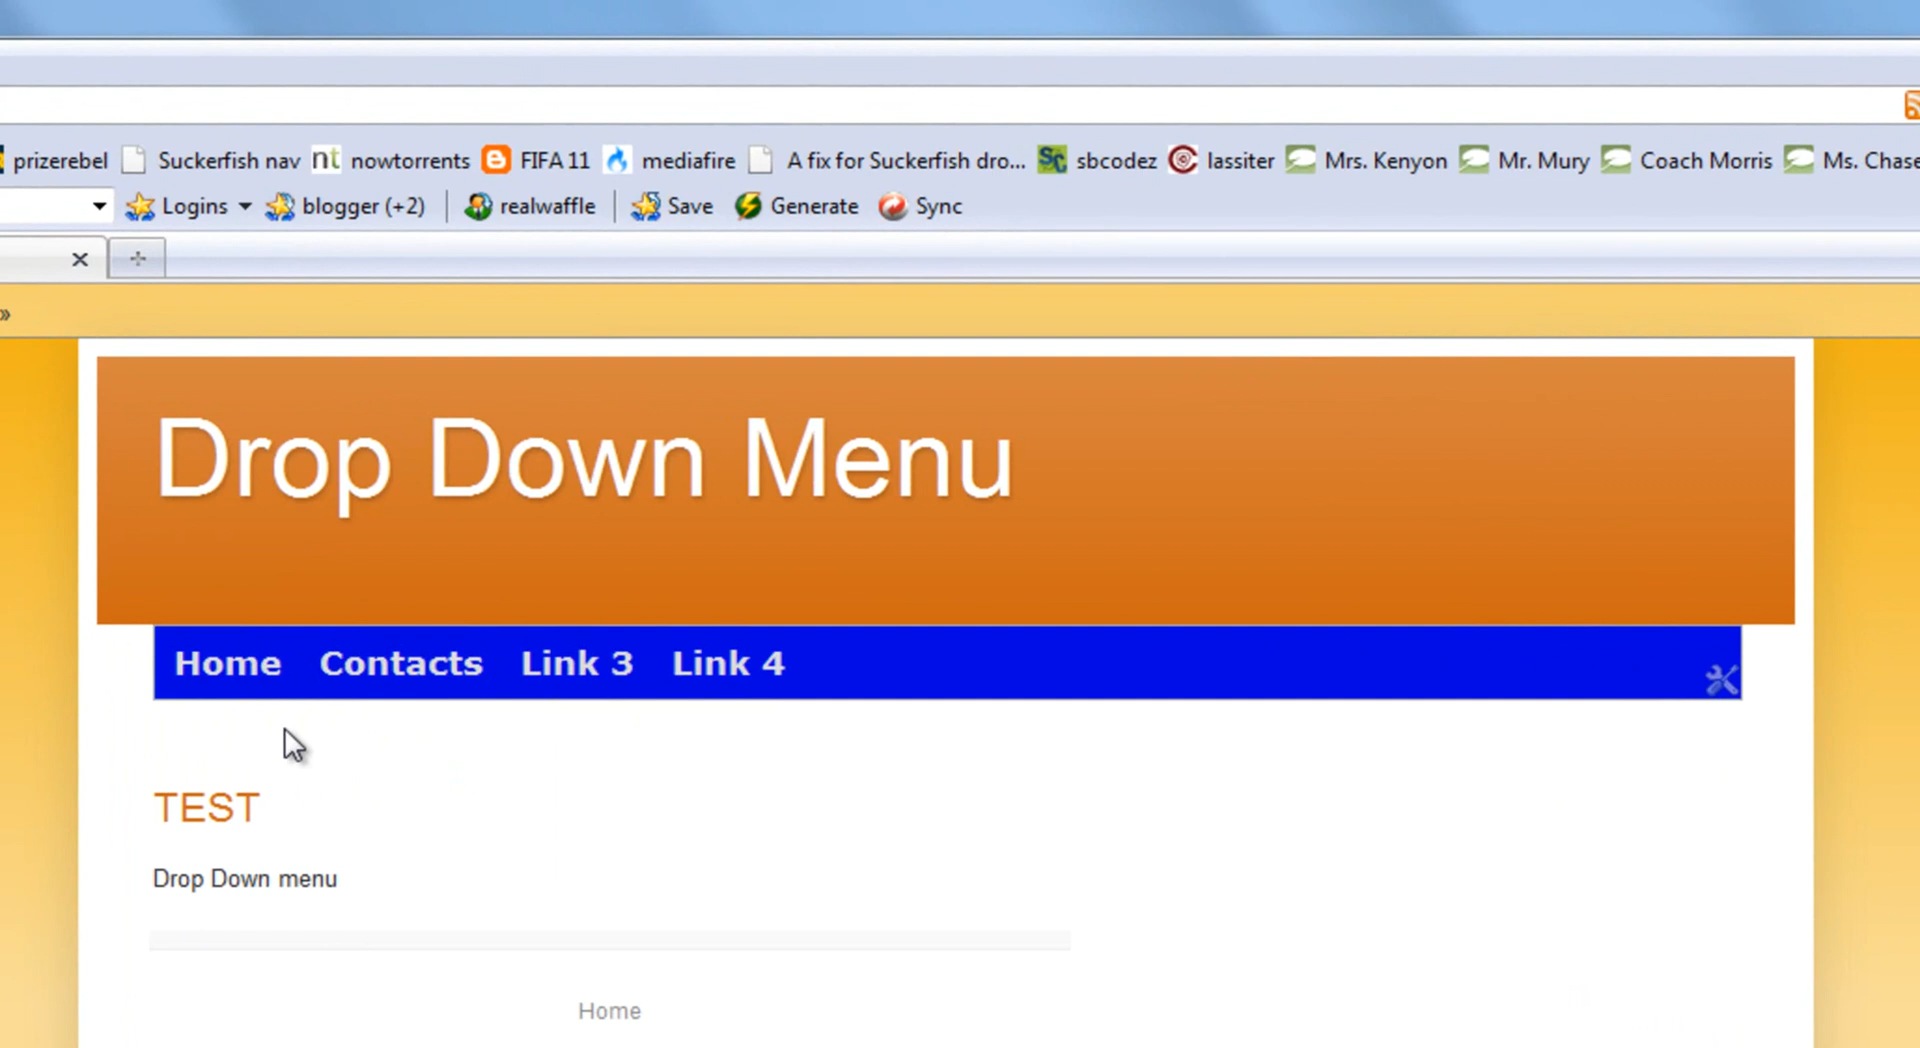 prizerebel Suckerfish nav nt nowtorrents FIFA 11 mediafire A fix for Suckerfish dro... Sc sbcodez lassiter Mrs. Kenyon Mr. Mury Coach Morris Ms. Chase
Logins blogger (+2) realwaffle Save Generate Sync
»
Drop Down Menu
Home Contacts Link 3 Link 4
TEST
Drop Down menu
Home